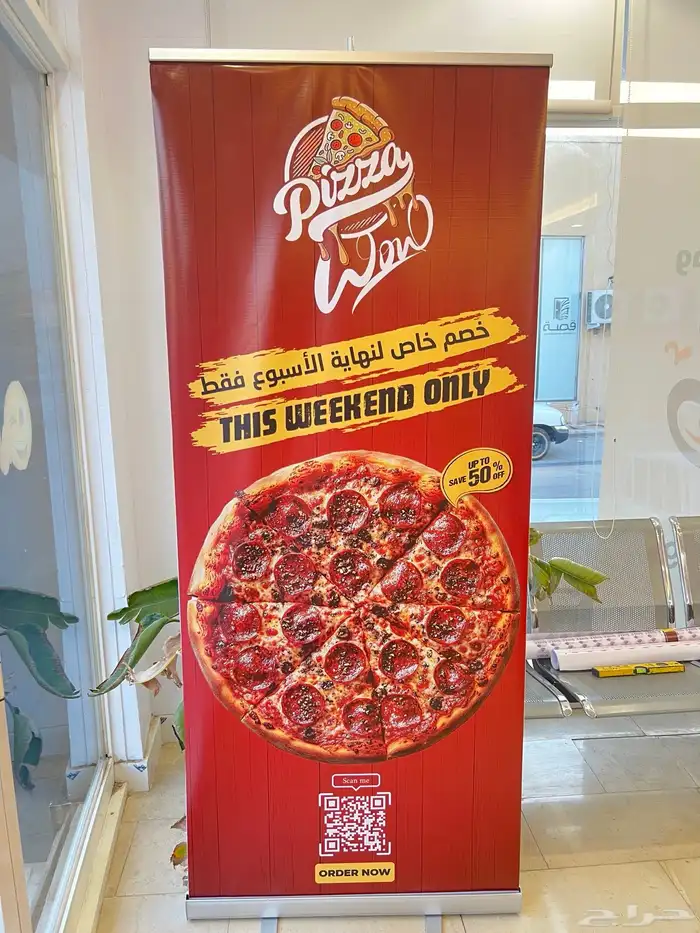 Pizza
Wow
خصم خاص لنهاية الأسبوع فقط
THIS WEEKEND ONLY
UP TO
SAVE 50% OFF
Scan me
ORDER NOW
قصة
حراج